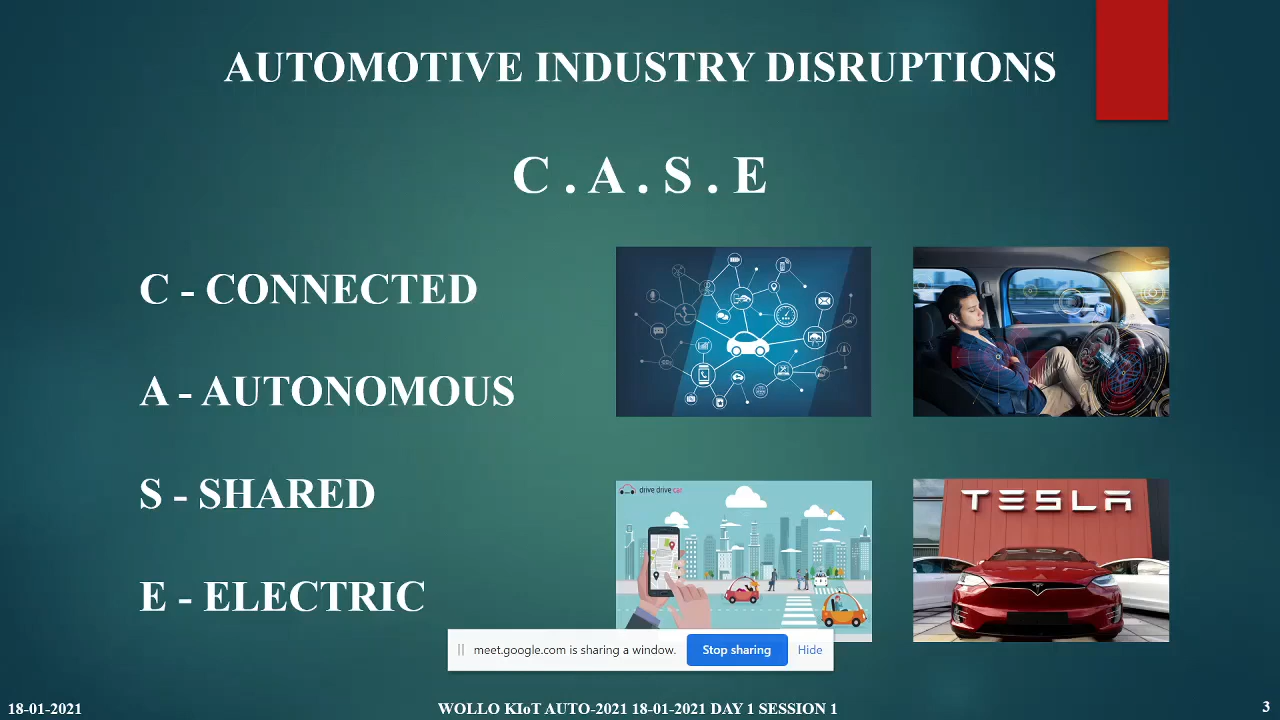 AUTOMOTIVE INDUSTRY DISRUPTIONS
C . A . S . E
C - CONNECTED
A - AUTONOMOUS
S - SHARED
E - ELECTRIC
drive drive car
TESLA
meet.google.com is sharing a window.
Stop sharing
Hide
18-01-2021
WOLLO KIoT AUTO-2021 18-01-2021 DAY 1 SESSION 1
3